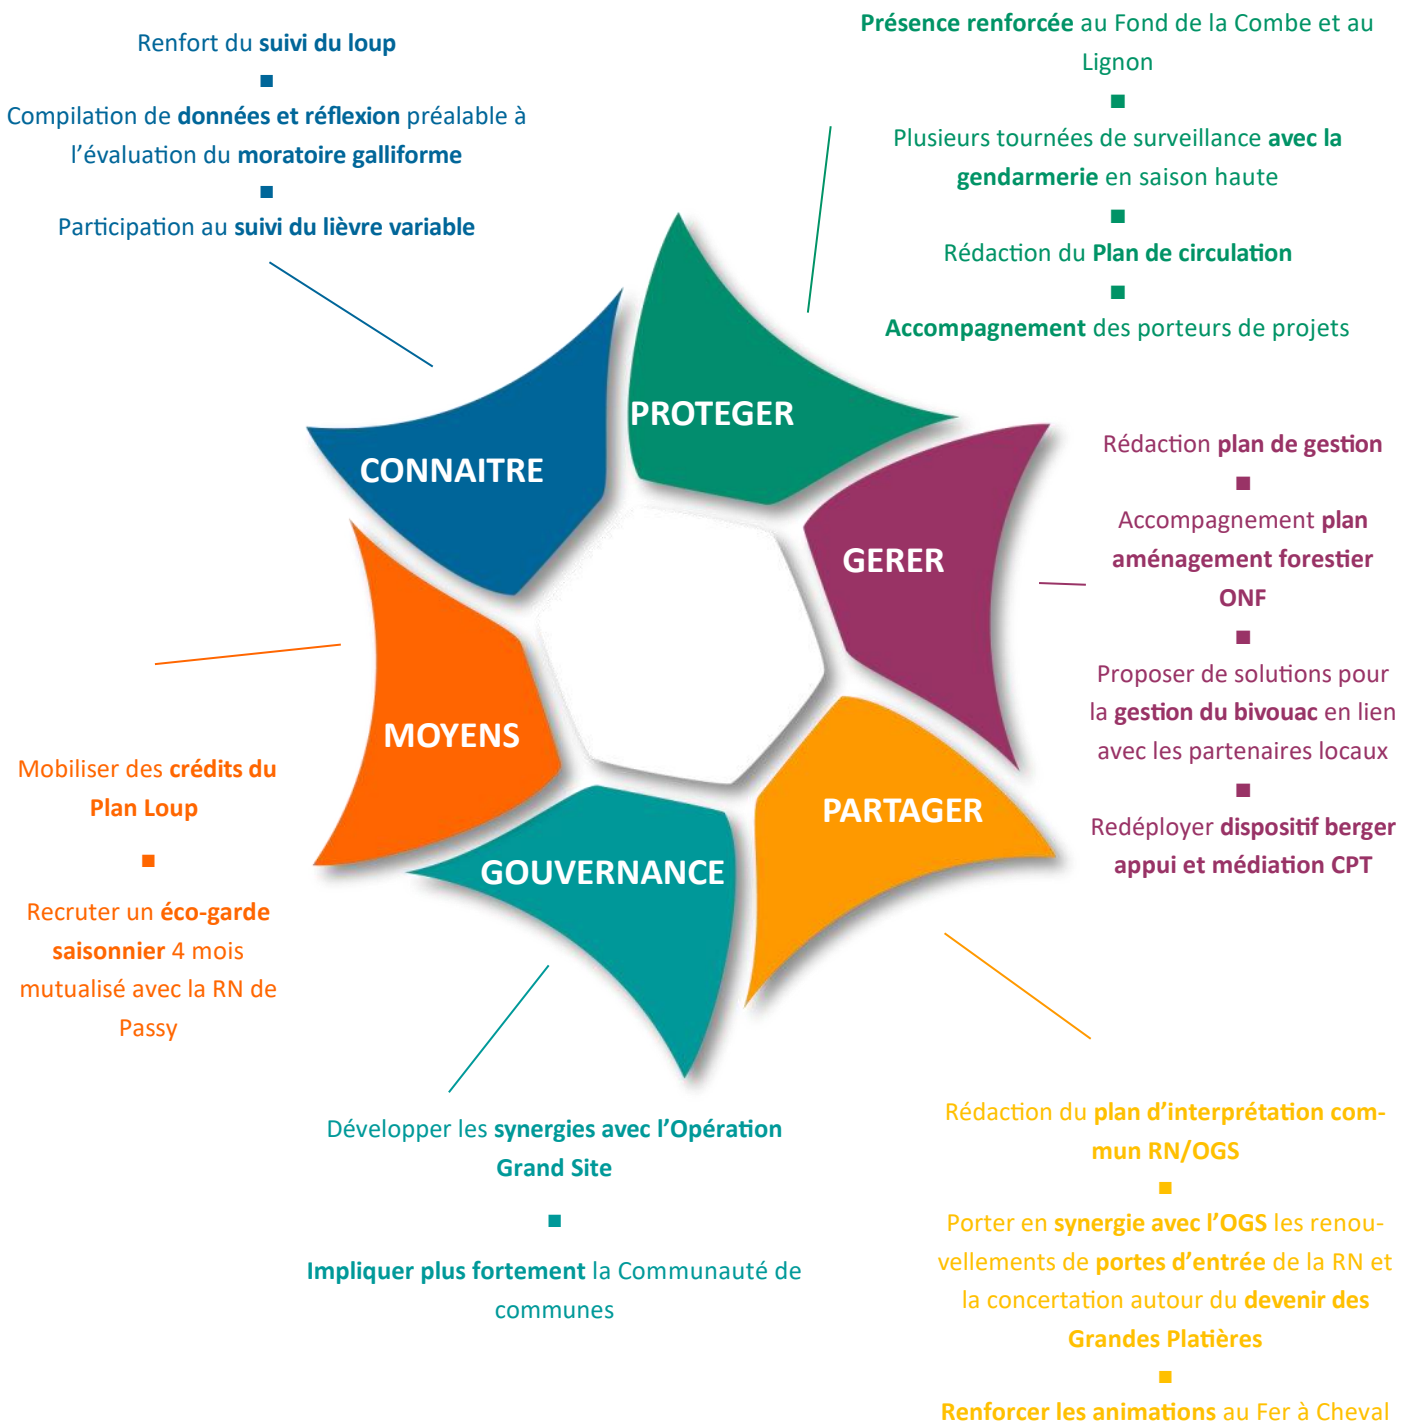 Renfort du suivi du loup
■
Compilation de données et réflexion préalable à
l’évaluation du moratoire galliforme
■
Participation au suivi du lièvre variable
Présence renforcée au Fond de la Combe et au
Lignon
■
Plusieurs tournées de surveillance avec la
gendarmerie en saison haute
■
Rédaction du Plan de circulation
■
Accompagnement des porteurs de projets
PROTEGER
CONNAITRE
GERER
MOYENS
PARTAGER
GOUVERNANCE
Rédaction plan de gestion
■
Accompagnement plan
aménagement forestier
ONF
■
Proposer de solutions pour
la gestion du bivouac en lien
avec les partenaires locaux
■
Redéployer dispositif berger
appui et médiation CPT
Mobiliser des crédits du
Plan Loup
■
Recruter un éco-garde
saisonnier 4 mois
mutualisé avec la RN de
Passy
Développer les synergies avec l’Opération
Grand Site
■
Impliquer plus fortement la Communauté de
communes
Rédaction du plan d’interprétation com-
mun RN/OGS
■
Porter en synergie avec l’OGS les renou-
vellements de portes d’entrée de la RN et
la concertation autour du devenir des
Grandes Platières
■
Renforcer les animations au Fer à Cheval